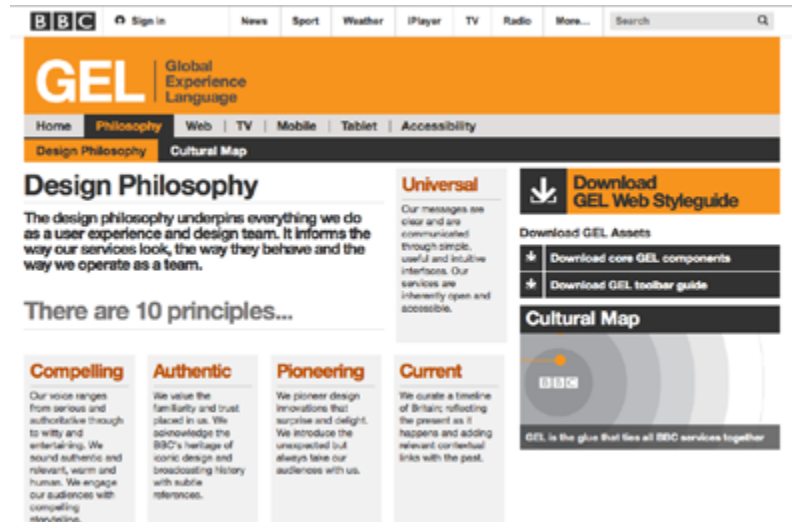 BBC Sign in News Sport Weather iPlayer TV Radio More... Search
GEL
Global
Experience
Language
Home Philosophy Web | TV | Mobile | Tablet | Accessibility
Design Philosophy Cultural Map
Design Philosophy
The design philosophy underpins everything we do
as a user experience and design team. It informs the
way our services look, the way they behave and the
way we operate as a team.
There are 10 principles...
Universal
Our messages are
clear and are
communicated
through simple,
useful and intuitive
interfaces. Our
services are
inherently open and
accessible.
Download
GEL Web Styleguide
Download GEL Assets
Download core GEL components
Download GEL toolbar guide
Cultural Map
BBC
GEL is the glue that ties all BBC services together
Compelling
Our voice ranges
from serious and
authoritative through
to witty and
entertaining. We
sound authentic and
relevant, warm and
human. We engage
our audiences with
compelling
storytelling.
Authentic
We value the
familiarity and trust
placed in us. We
acknowledge the
BBC's heritage of
iconic design and
broadcasting history
with subtle
references.
Pioneering
We pioneer design
innovations that
surprise and delight.
We introduce the
unexpected but
always take our
audiences with us.
Current
We curate a timeline
of Britain; reflecting
the present as it
happens and adding
relevant contextual
links with the past.